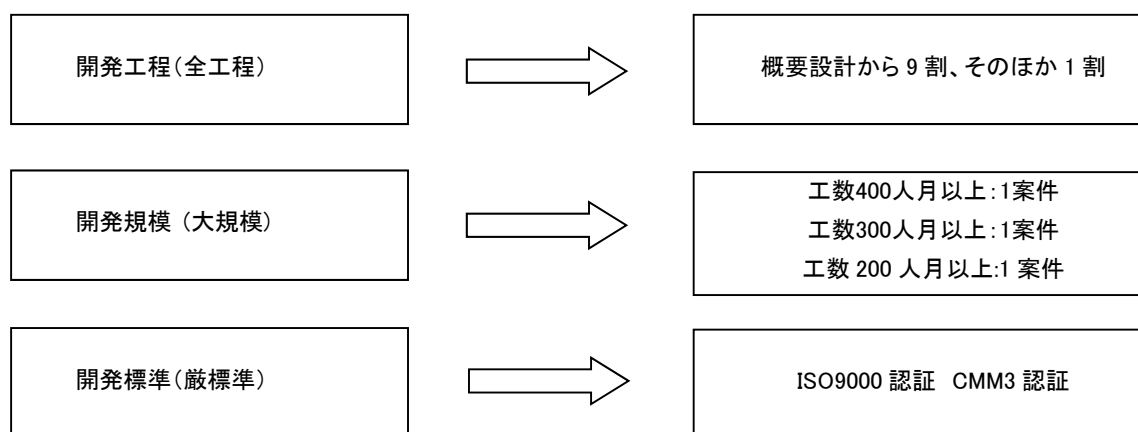 開発工程(全工程)
概要設計から 9 割、そのほか 1 割
開発規模 (大規模)
工数400人月以上:1案件
工数300人月以上:1案件
工数 200 人月以上:1 案件
開発標準(厳標準)
ISO9000 認証 CMM3 認証